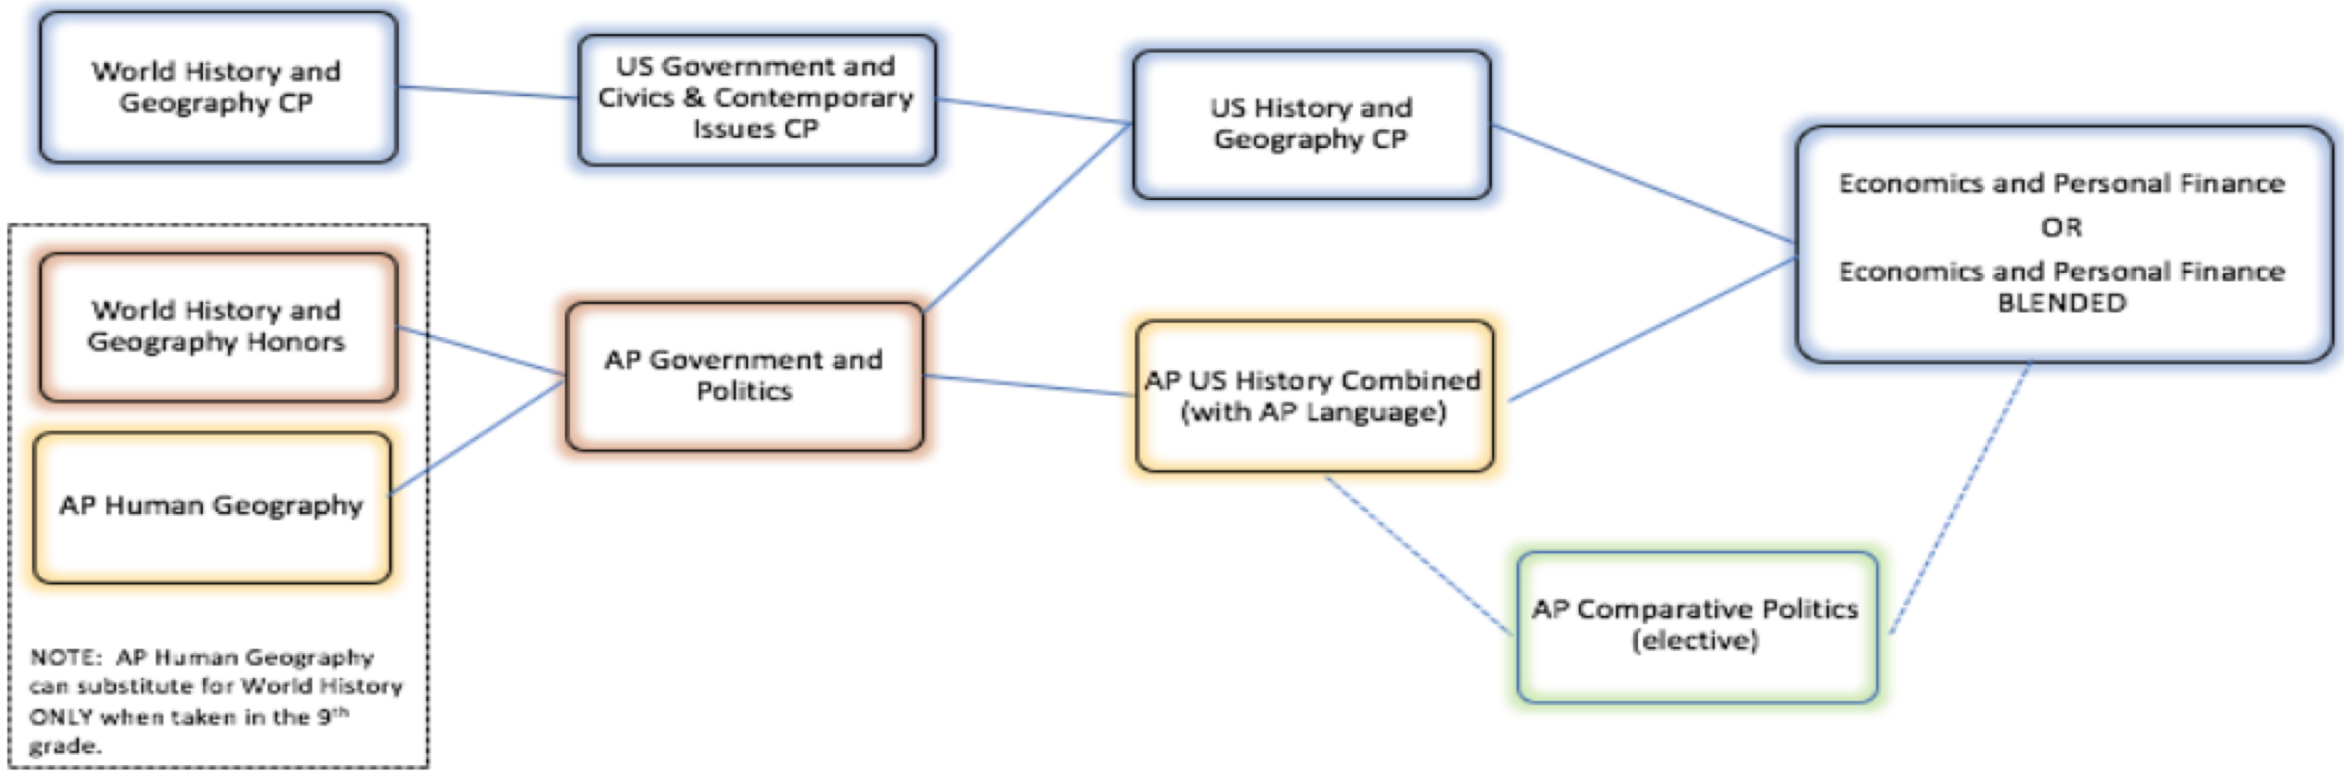 World History and
Geography CP
US Government and
Civics & Contemporary
Issues CP
US History and
Geography CP
Economics and Personal Finance
OR
Economics and Personal Finance
BLENDED
World History and
Geography Honors
AP Government and
Politics
AP US History Combined
(with AP Language)
AP Human Geography
AP Comparative Politics
(elective)
NOTE: AP Human Geography
can substitute for World History
ONLY when taken in the 9th
grade.